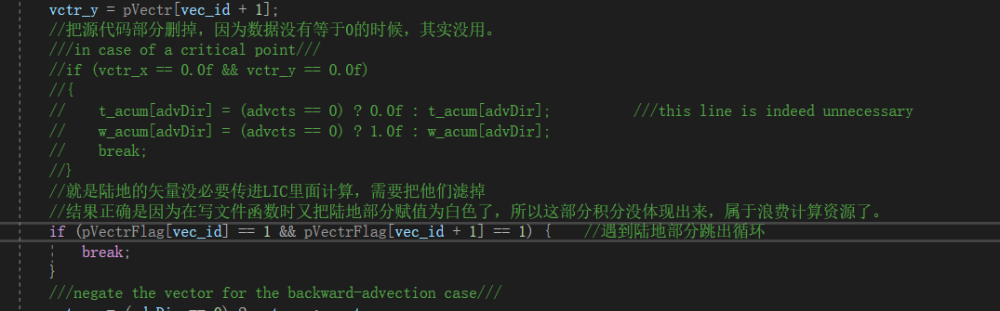 vctr_y = pVectr[vec_id + 1];
//把源代码部分删掉，因为数据没有等于0的时候，其实没用。
///in case of a critical point///
//if (vctr_x == 0.0f && vctr_y == 0.0f)
//{
// t_acum[advDir] = (advcts == 0) ? 0.0f : t_acum[advDir]; ///this line is indeed unnecessary
// w_acum[advDir] = (advcts == 0) ? 1.0f : w_acum[advDir];
// break;
//}
//就是陆地的矢量没必要传进LIC里面计算，需要把他们滤掉
//结果正确是因为在写文件函数时又把陆地部分赋值为白色了，所以这部分积分没体现出来，属于浪费计算资源了。
if (pVectrFlag[vec_id] == 1 && pVectrFlag[vec_id + 1] == 1) { //遇到陆地部分跳出循环
break;
}
///negate the vector for the backward-advection case///